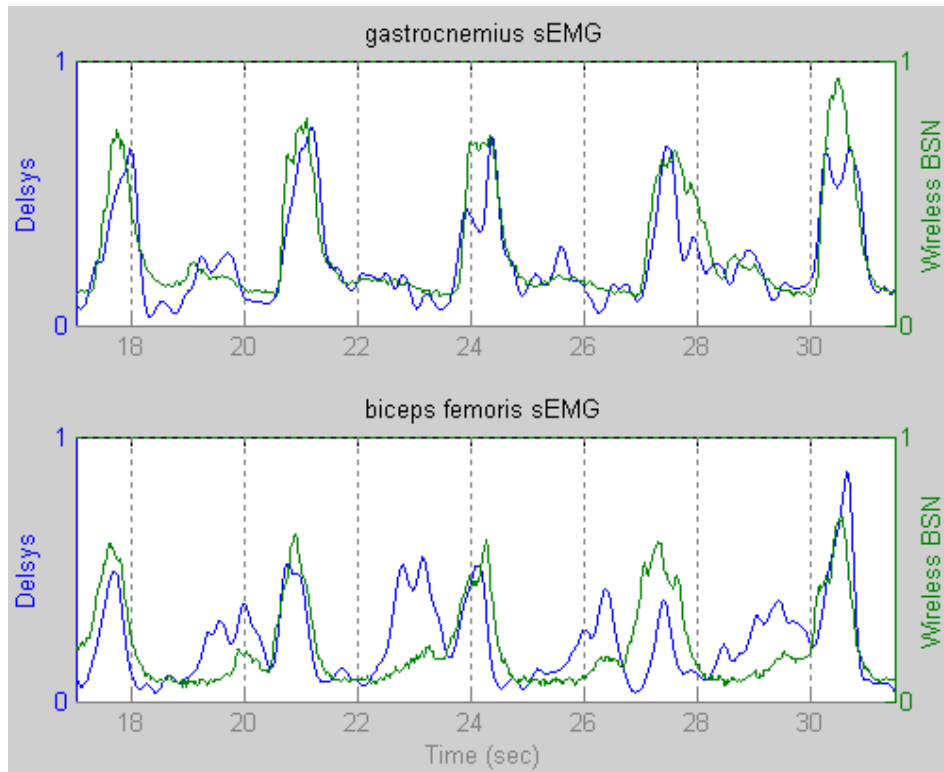 gastrocnemius sEMG
1 1
Delsys
Wireless BSN
0 0
18 20 22 24 26 28 30
biceps femoris sEMG
1 1
Delsys
Wireless BSN
0 0
18 20 22 24 26 28 30
Time (sec)